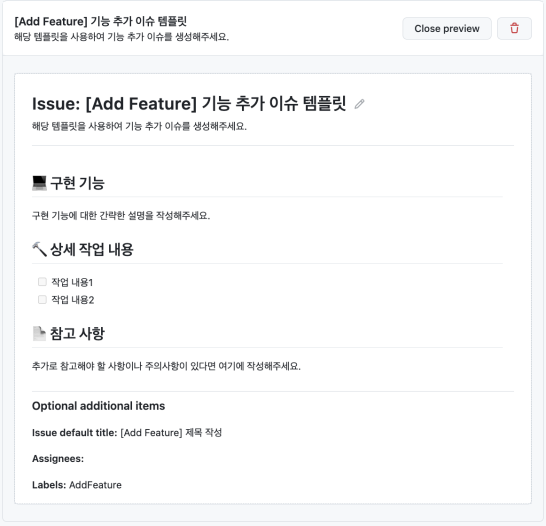 [Add Feature] 기능 추가 이슈 템플릿
해당 템플릿을 사용하여 기능 추가 이슈를 생성해주세요.
Close preview
Issue: [Add Feature] 기능 추가 이슈 템플릿
해당 템플릿을 사용하여 기능 추가 이슈를 생성해주세요.
💻 구현 기능
구현 기능에 대한 간략한 설명을 작성해주세요.
🔨 상세 작업 내용
작업 내용1
작업 내용2
📄 참고 사항
추가로 참고해야 할 사항이나 주의사항이 있다면 여기에 작성해주세요.
Optional additional items
Issue default title: [Add Feature] 제목 작성
Assignees:
Labels: AddFeature